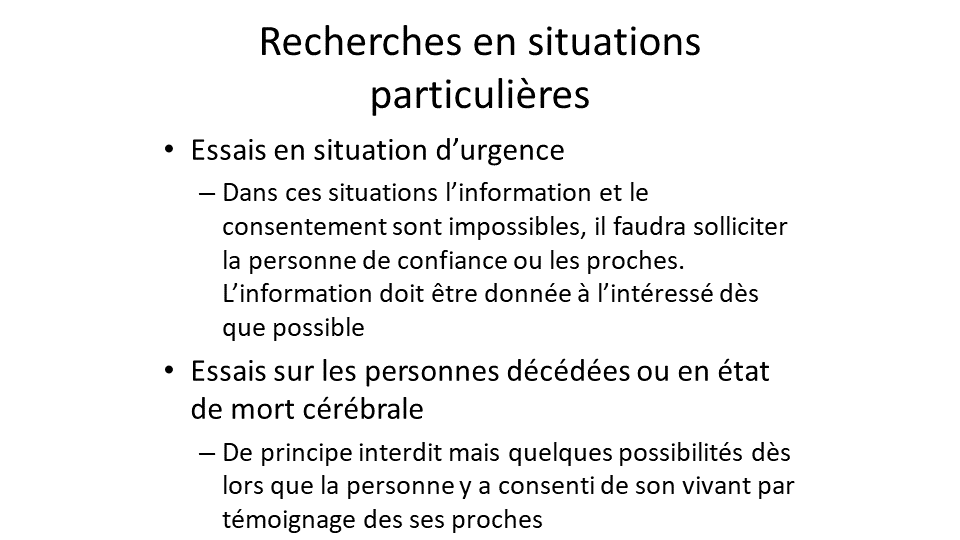 Recherches en situations
particulières
• Essais en situation d’urgence
– Dans ces situations l’information et le
consentement sont impossibles, il faudra solliciter
la personne de confiance ou les proches.
L’information doit être donnée à l’intéressé dès
que possible
• Essais sur les personnes décédées ou en état
de mort cérébrale
– De principe interdit mais quelques possibilités dès
lors que la personne y a consenti de son vivant par
témoignage des ses proches